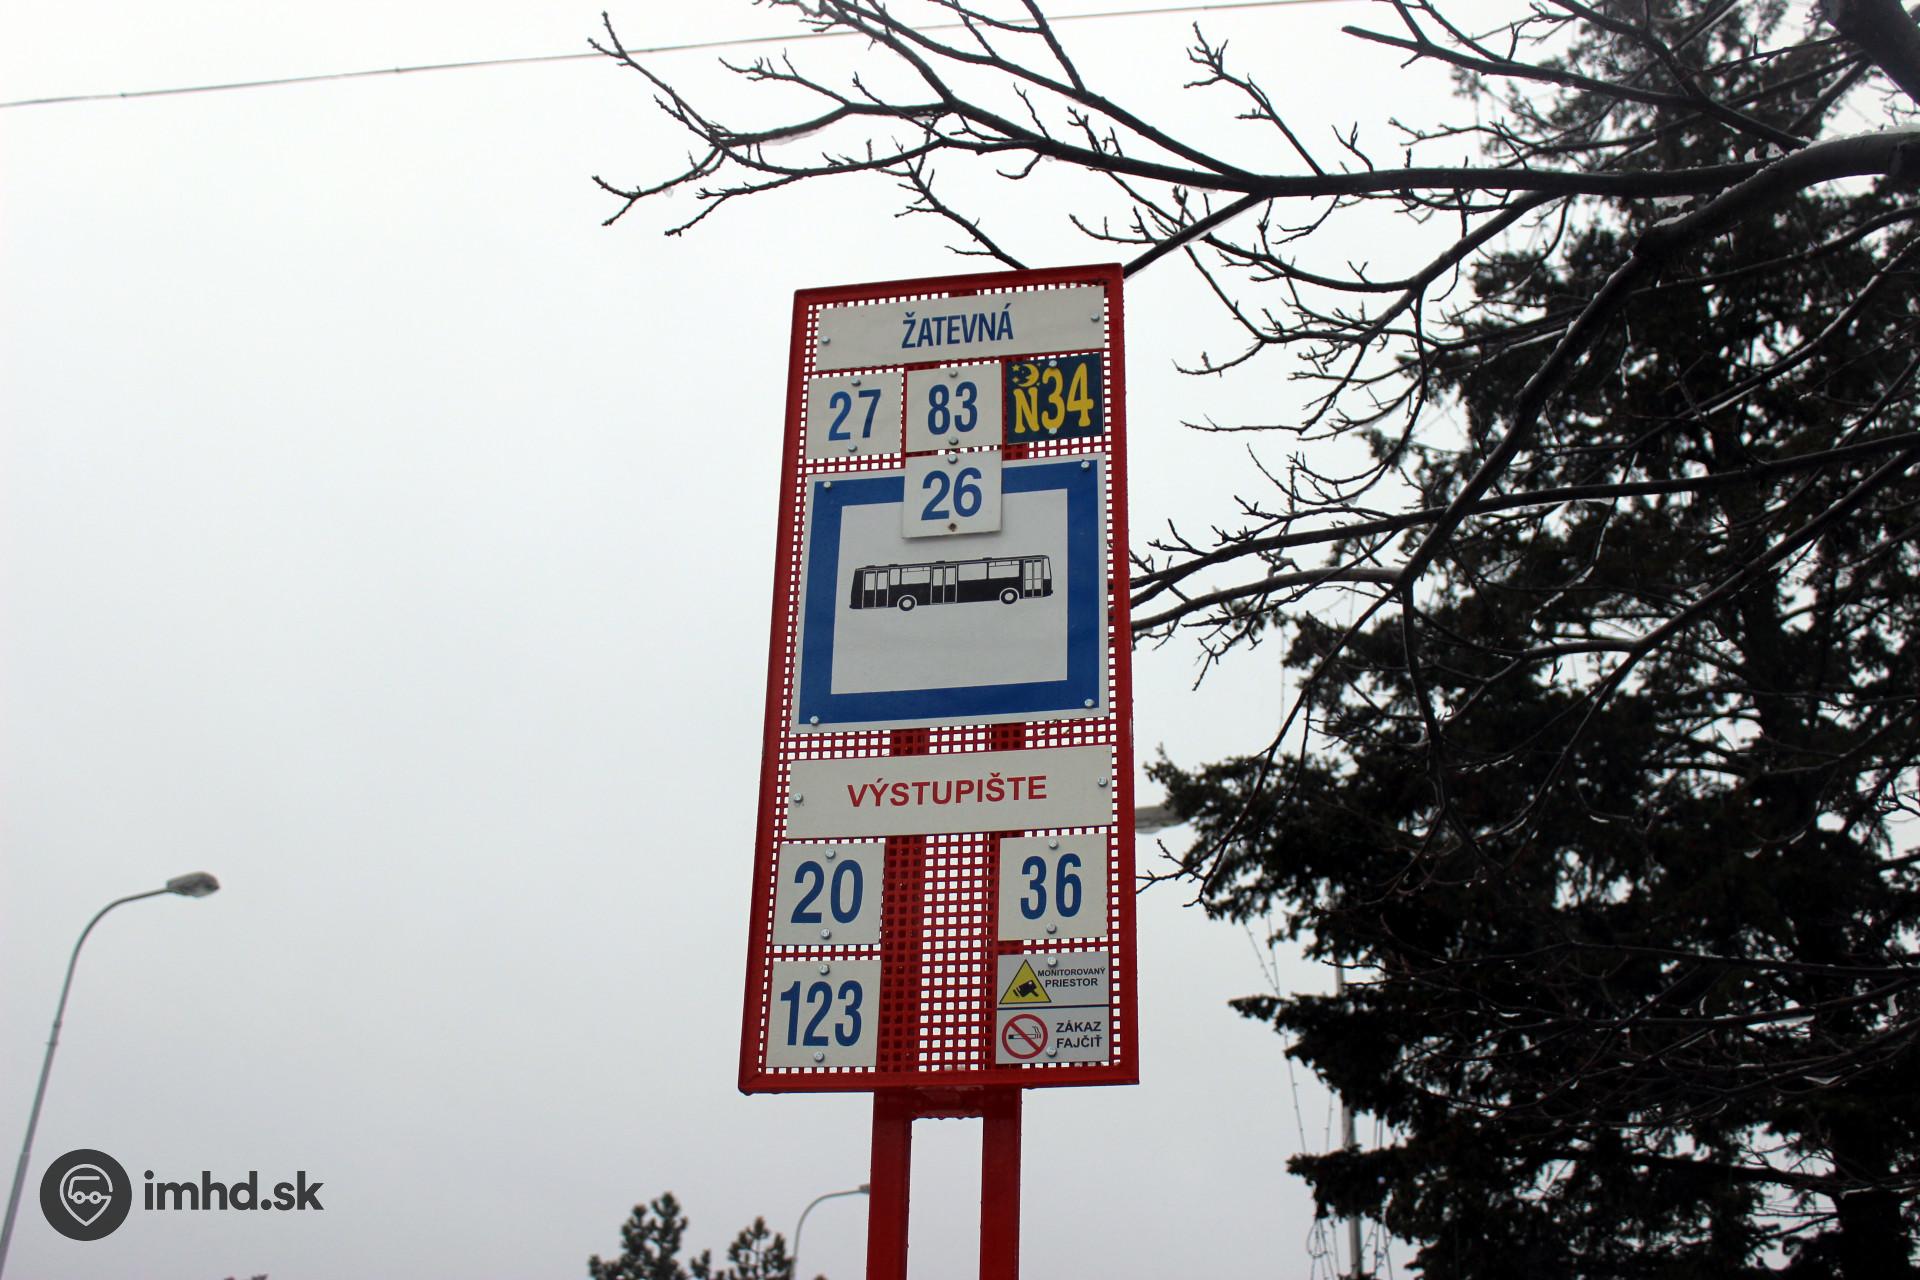 ŽATEVNÁ
27 83 N34
26
VÝSTUPIŠTE
20 36
123
MONITOROVANÝ
PRIESTOR
ZÁKAZ
FAJČIŤ
imhd.sk